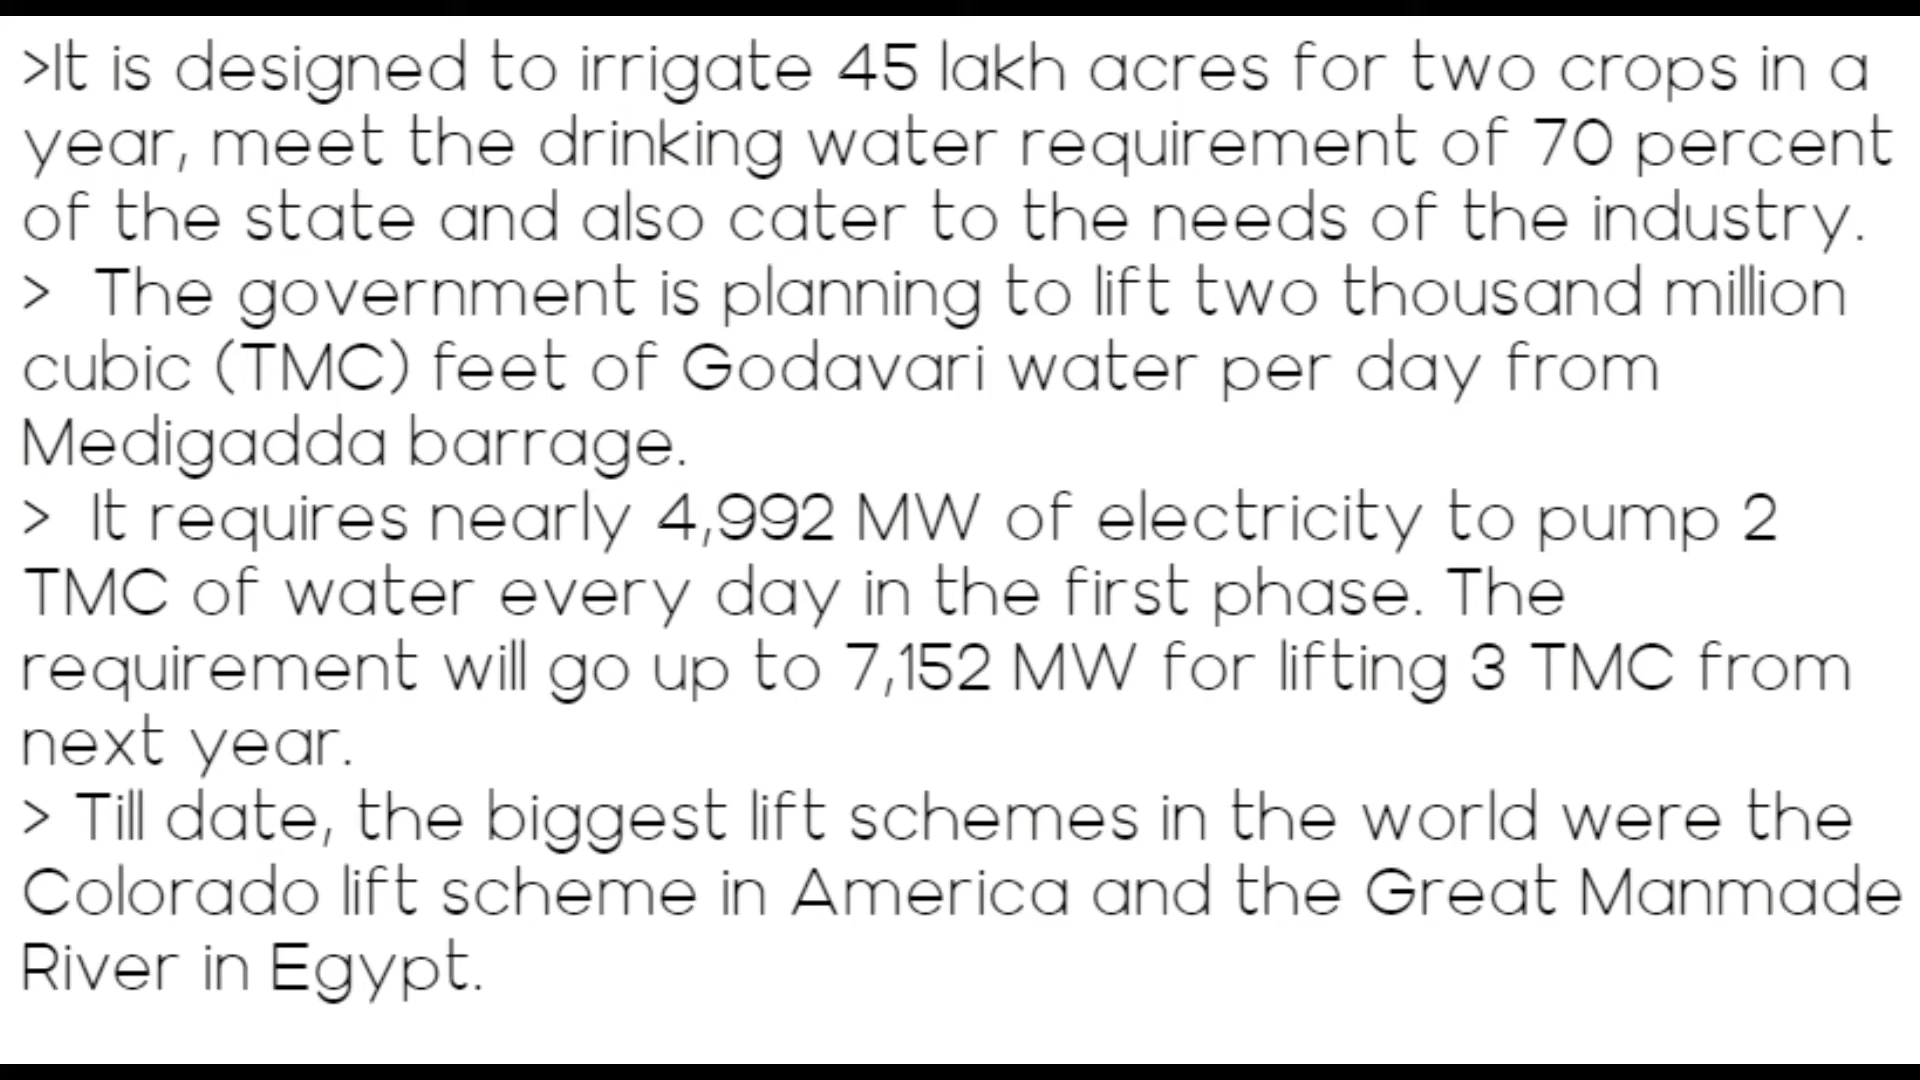 >It is designed to irrigate 45 lakh acres for two crops in a
year, meet the drinking water requirement of 70 percent
of the state and also cater to the needs of the industry.
> The government is planning to lift two thousand million
cubic (TMC) feet of Godavari water per day from
Medigadda barrage.
> It requires nearly 4,992 MW of electricity to pump 2
TMC of water every day in the first phase. The
requirement will go up to 7,152 MW for lifting 3 TMC from
next year.
> Till date, the biggest lift schemes in the world were the
Colorado lift scheme in America and the Great Manmade
River in Egypt.